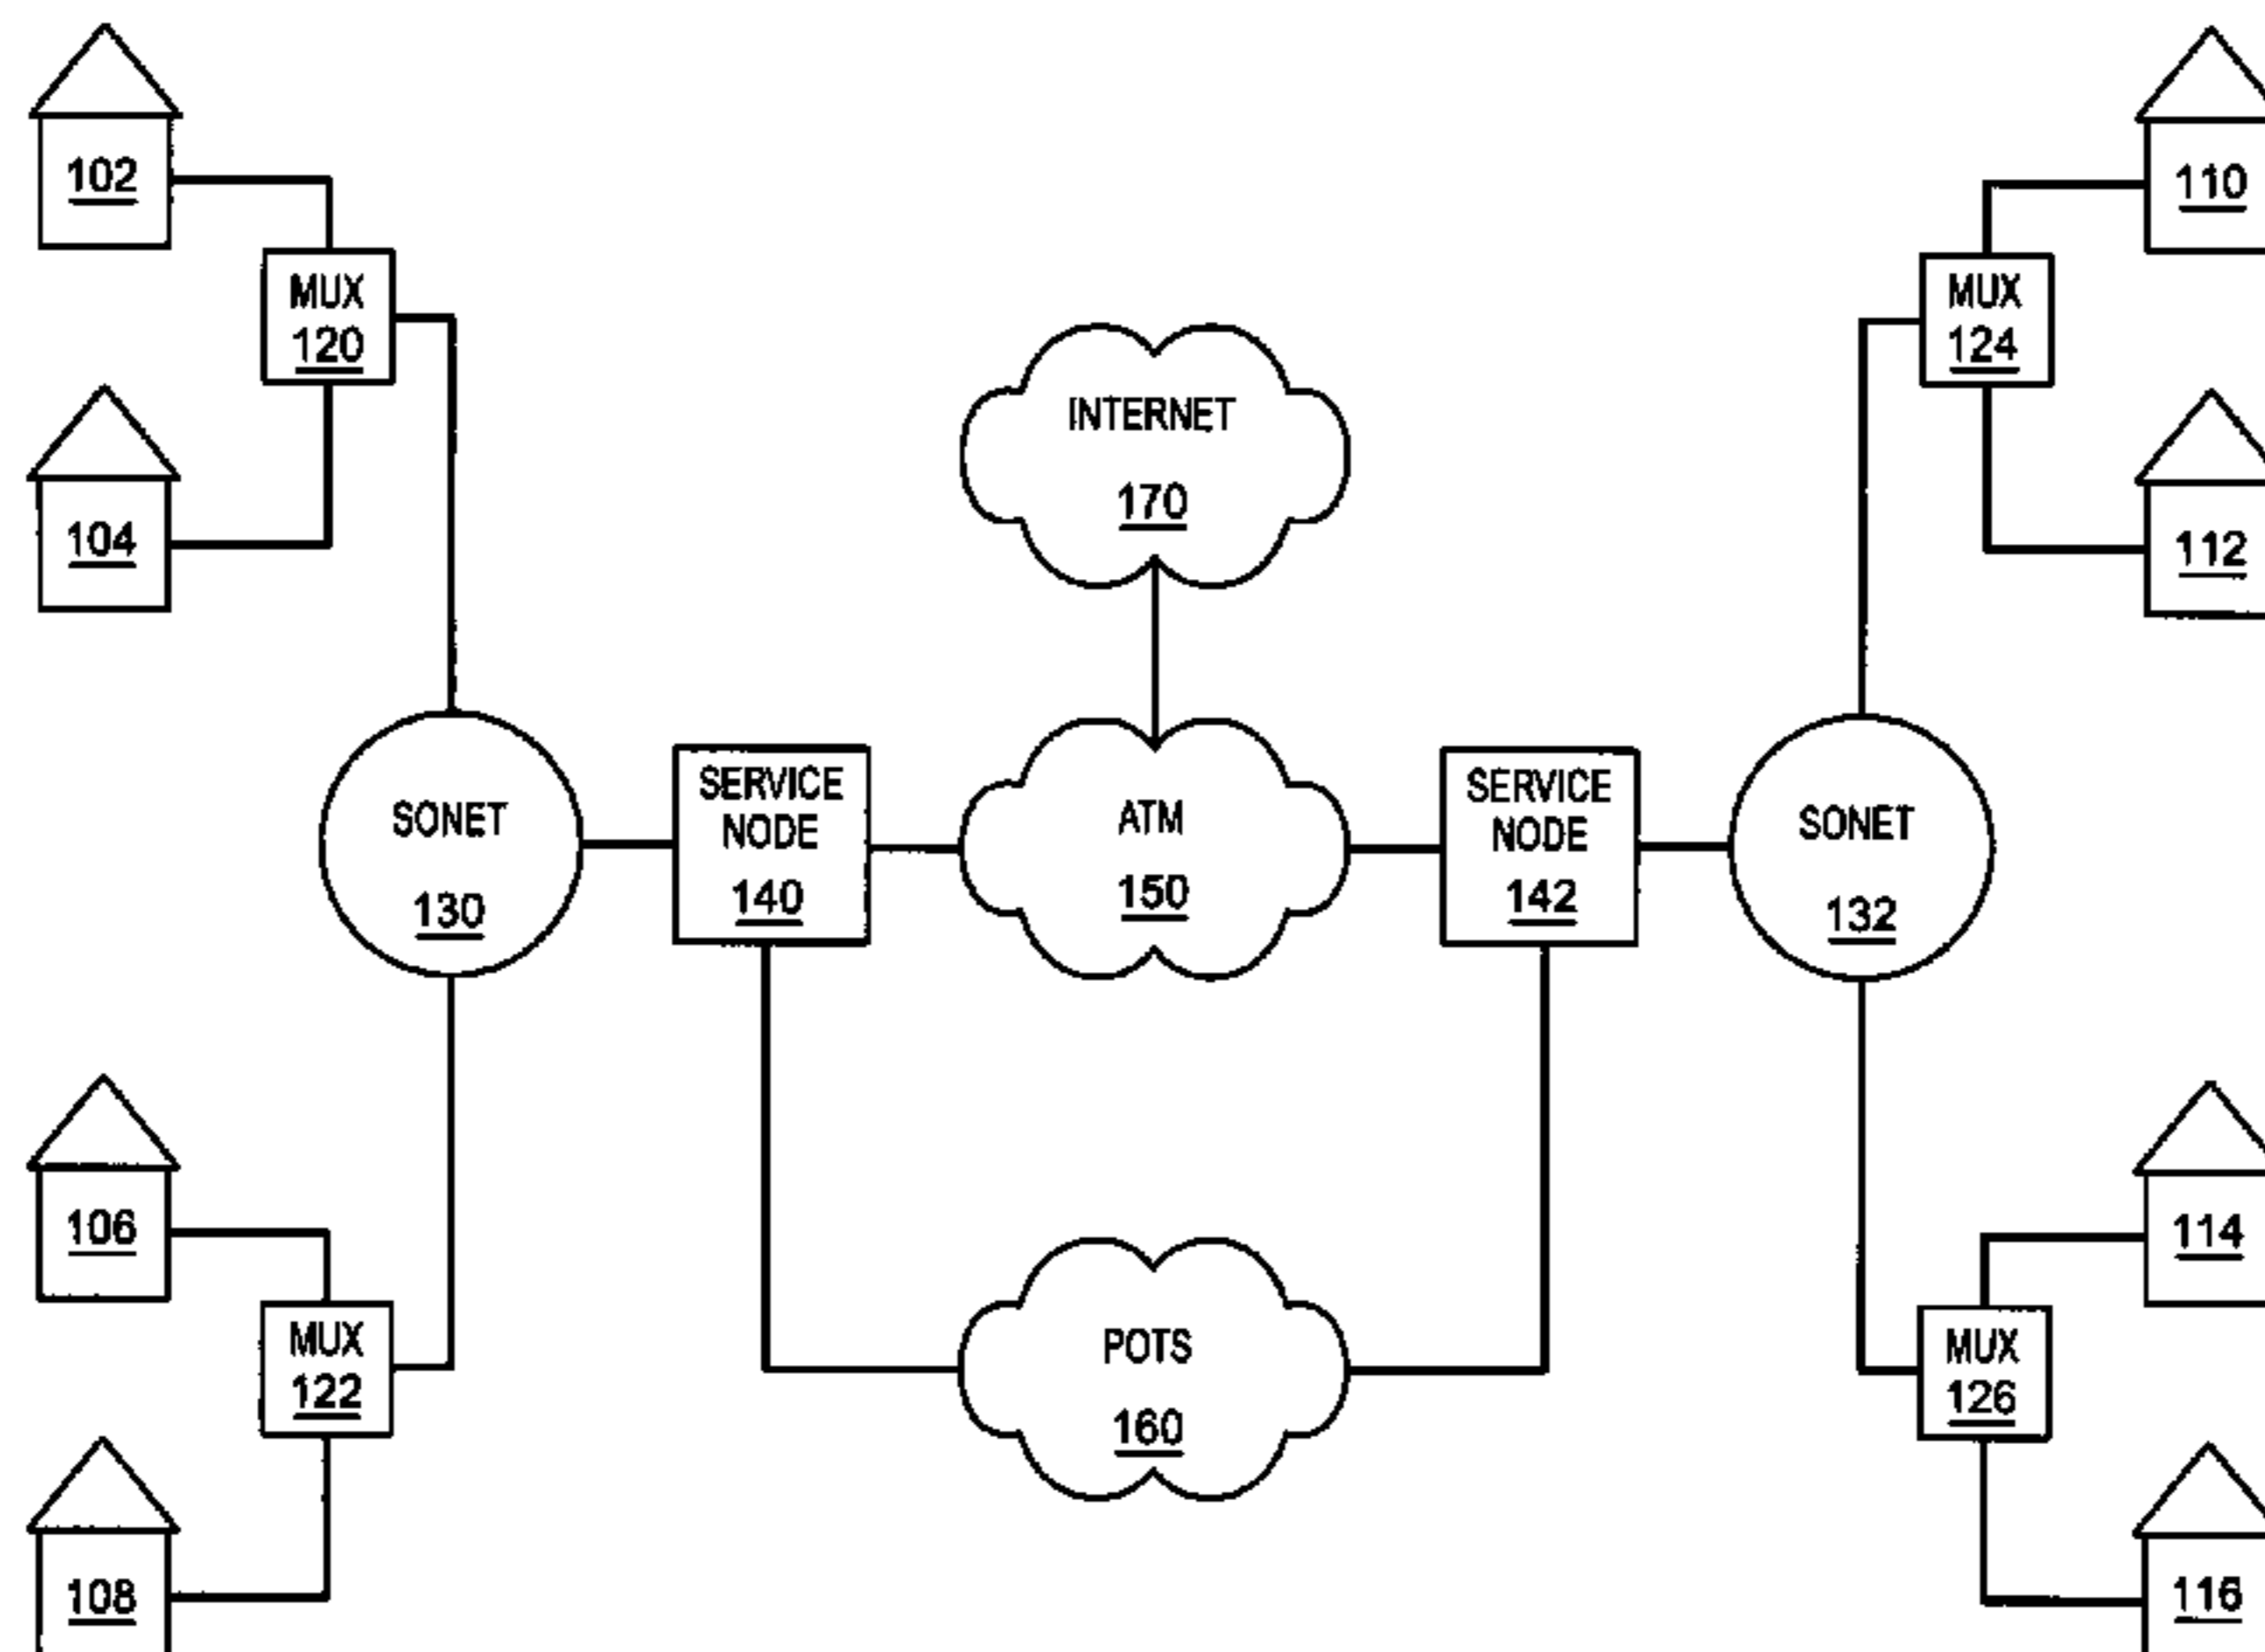 102
110
MUX
120
MUX
124
104
112
INTERNET
170
SONET
130
SERVICE
NODE
140
ATM
150
SERVICE
NODE
142
SONET
132
106
114
MUX
122
MUX
126
POTS
160
108
116